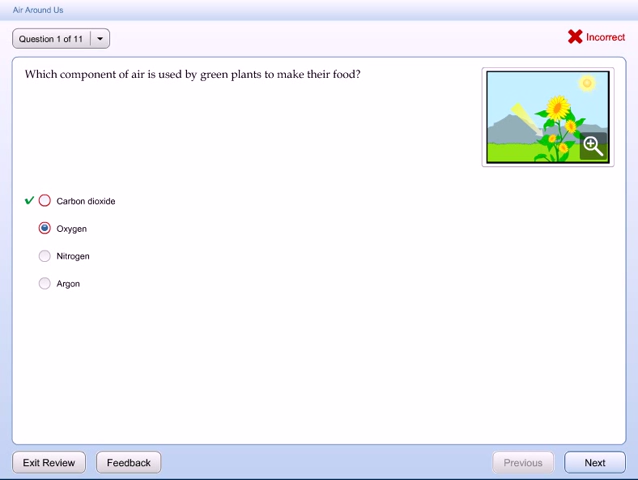 Air Around Us
Question 1 of 11
Incorrect
Which component of air is used by green plants to make their food?
Carbon dioxide
Oxygen
Nitrogen
Argon
Exit Review
Feedback
Previous
Next